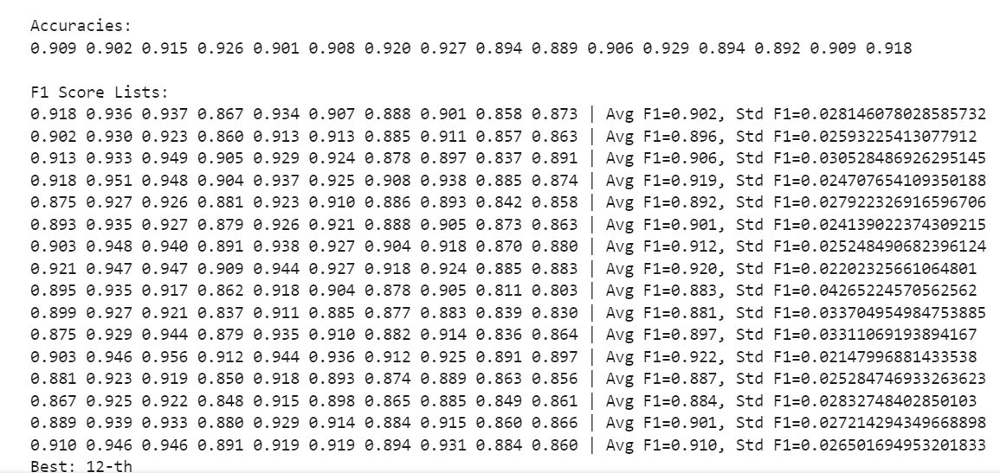 Accuracies:
0.909 0.902 0.915 0.926 0.901 0.908 0.920 0.927 0.894 0.889 0.906 0.929 0.894 0.892 0.909 0.918
F1 Score Lists:
0.918 0.936 0.937 0.867 0.934 0.907 0.888 0.901 0.858 0.873 | Avg F1=0.902, Std F1=0.028146078028585732
0.902 0.930 0.923 0.860 0.913 0.913 0.885 0.911 0.857 0.863 | Avg F1=0.896, Std F1=0.02593225413077912
0.913 0.933 0.949 0.905 0.929 0.924 0.878 0.897 0.837 0.891 | Avg F1=0.906, Std F1=0.030528486926295145
0.918 0.951 0.948 0.904 0.937 0.925 0.908 0.938 0.885 0.874 | Avg F1=0.919, Std F1=0.024707654109350188
0.875 0.927 0.926 0.881 0.923 0.910 0.886 0.893 0.842 0.858 | Avg F1=0.892, Std F1=0.027922326916596706
0.893 0.935 0.927 0.879 0.926 0.921 0.888 0.905 0.873 0.863 | Avg F1=0.901, Std F1=0.024139022374309215
0.903 0.948 0.940 0.891 0.938 0.927 0.904 0.918 0.870 0.880 | Avg F1=0.912, Std F1=0.025248490682396124
0.921 0.947 0.947 0.909 0.944 0.927 0.918 0.924 0.885 0.883 | Avg F1=0.920, Std F1=0.02202325661064801
0.895 0.935 0.917 0.862 0.918 0.904 0.878 0.905 0.811 0.803 | Avg F1=0.883, Std F1=0.04265224570562562
0.899 0.927 0.921 0.837 0.911 0.885 0.877 0.883 0.839 0.830 | Avg F1=0.881, Std F1=0.033704954984753885
0.875 0.929 0.944 0.879 0.935 0.910 0.882 0.914 0.836 0.864 | Avg F1=0.897, Std F1=0.03311069193894167
0.903 0.946 0.956 0.912 0.944 0.936 0.912 0.925 0.891 0.897 | Avg F1=0.922, Std F1=0.02147996881433538
0.881 0.923 0.919 0.850 0.918 0.893 0.874 0.889 0.863 0.856 | Avg F1=0.887, Std F1=0.025284746933263623
0.867 0.925 0.922 0.848 0.915 0.898 0.865 0.885 0.849 0.861 | Avg F1=0.884, Std F1=0.02832748402850103
0.889 0.939 0.933 0.880 0.929 0.914 0.884 0.915 0.860 0.866 | Avg F1=0.901, Std F1=0.027214294349668898
0.910 0.946 0.946 0.891 0.919 0.919 0.894 0.931 0.884 0.860 | Avg F1=0.910, Std F1=0.026501694953201833
Best: 12-th